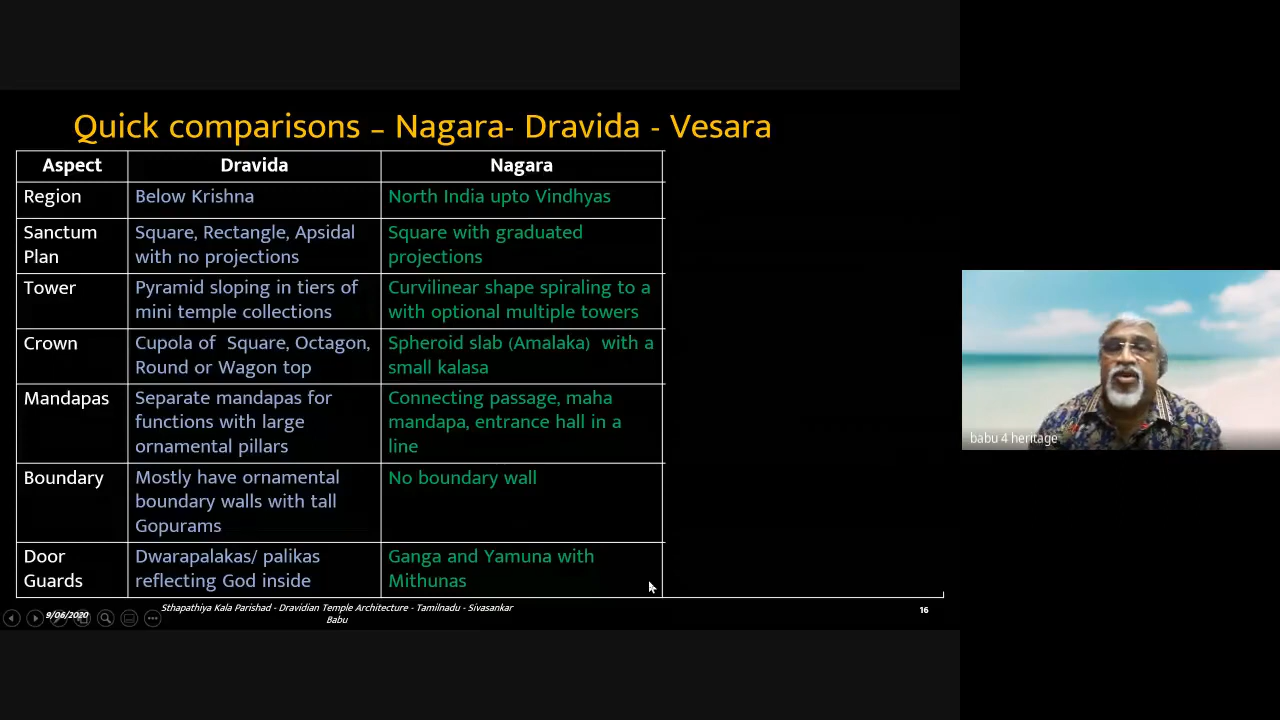 Quick comparisons – Nagara- Dravida - Vesara
Aspect Dravida Nagara
Region Below Krishna North India upto Vindhyas
Sanctum Plan Square, Rectangle, Apsidal with no projections Square with graduated projections
Tower Pyramid sloping in tiers of mini temple collections Curvilinear shape spiraling to a with optional multiple towers
Crown Cupola of Square, Octagon, Round or Wagon top Spheroid slab (Amalaka) with a small kalasa
Mandapas Separate mandapas for functions with large ornamental pillars Connecting passage, maha mandapa, entrance hall in a line
Boundary Mostly have ornamental boundary walls with tall Gopurams No boundary wall
Door Guards Dwarapalakas/ palikas reflecting God inside Ganga and Yamuna with Mithunas
9/06/2020
Sthapathiya Kala Parishad - Dravidian Temple Architecture - Tamilnadu - Sivasankar
Babu
16
babu 4 heritage